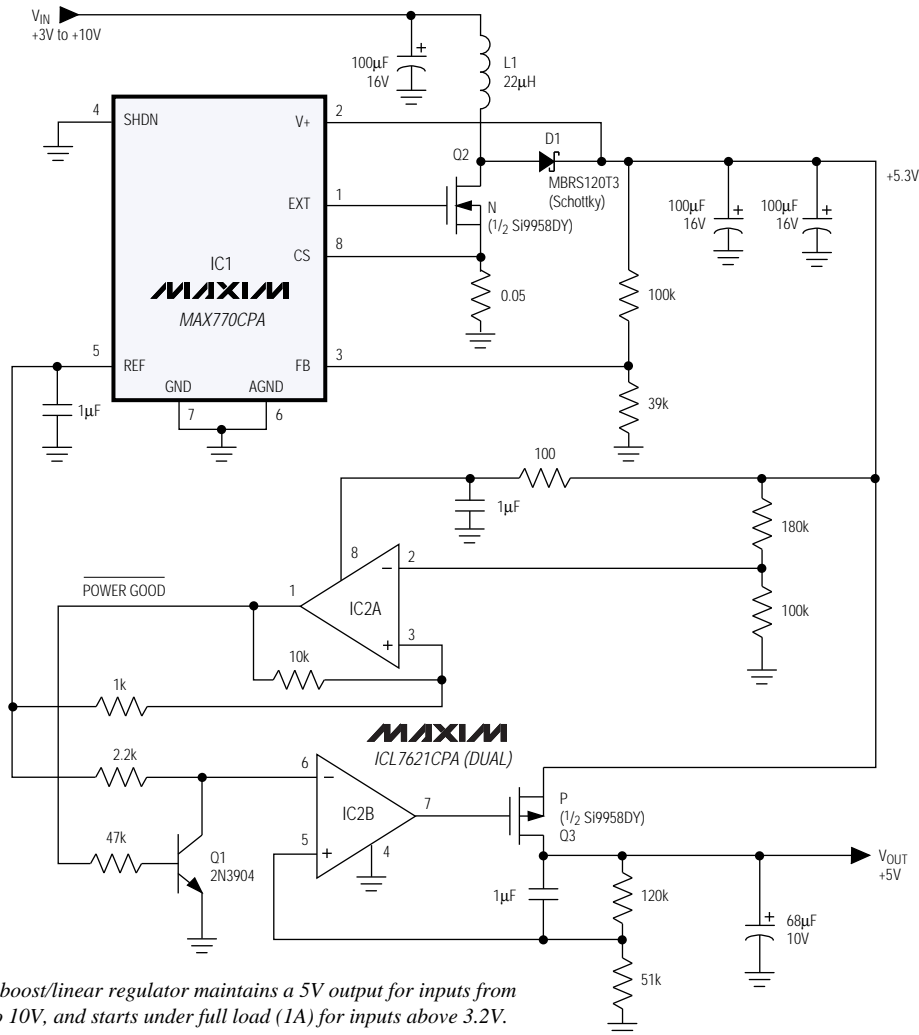 VIN
+3V to +10V
100µF
16V
+
L1
22µH
4
SHDN
V+
2
Q2
D1
MBRS120T3
(Schottky)
+5.3V
EXT
1
N
(1/2 Si9958DY)
CS
8
0.05
100µF
16V
+
100µF
16V
+
IC1
MAXIM
MAX770CPA
100k
5
REF
FB
3
GND
AGND
7
6
1µF
39k
100
1µF
180k
8
–
2
100k
POWER GOOD
1
IC2A
+
3
10k
1k
MAXIM
ICL7621CPA (DUAL)
2.2k
6
–
IC2B
7
P
(1/2 Si9958DY)
Q3
5
+
4
47k
Q1
2N3904
1µF
120k
VOUT
+5V
68µF
10V
+
51k
boost/linear regulator maintains a 5V output for inputs from
o 10V, and starts under full load (1A) for inputs above 3.2V.